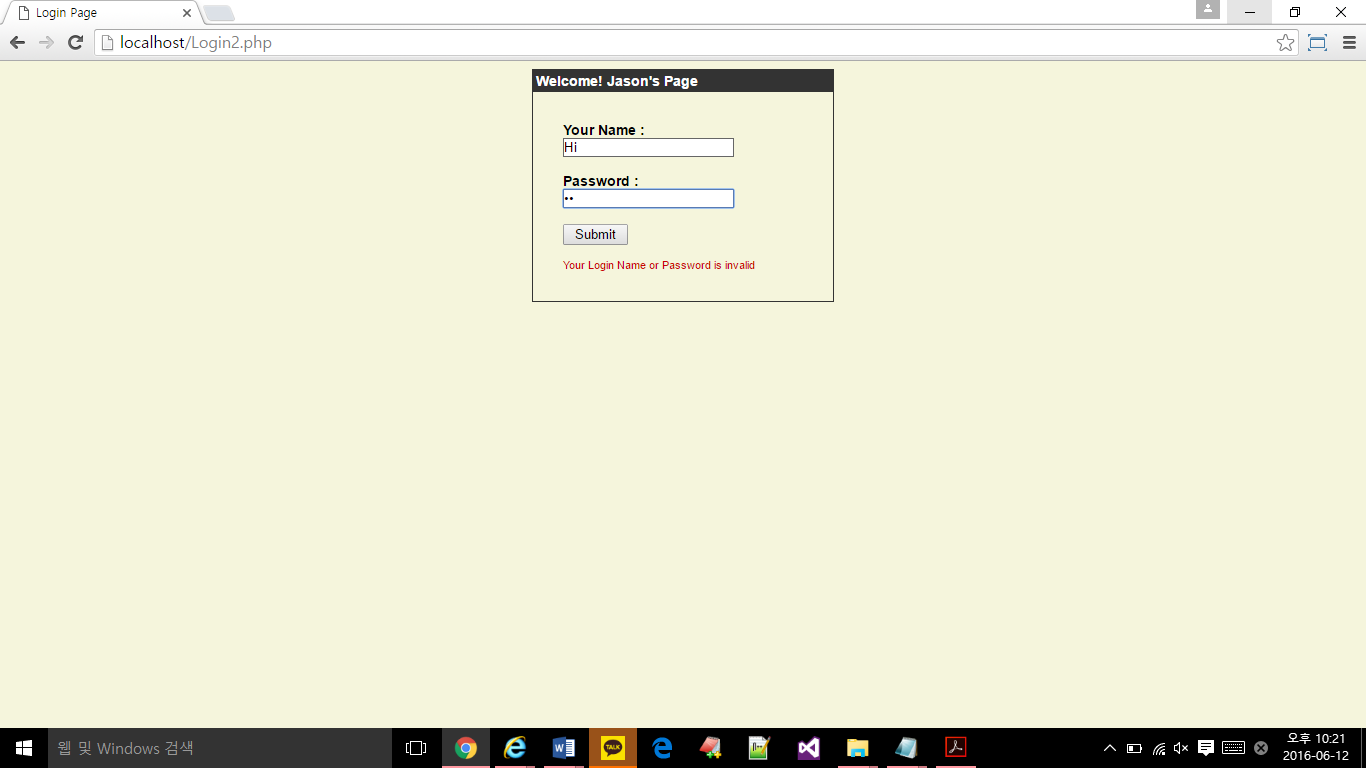 Login Page
localhost/Login2.php
Welcome! Jason's Page
Your Name :
Hi
Password :
••
Submit
Your Login Name or Password is invalid
웹 및 Windows 검색
TALK
오후 10:21
2016-06-12